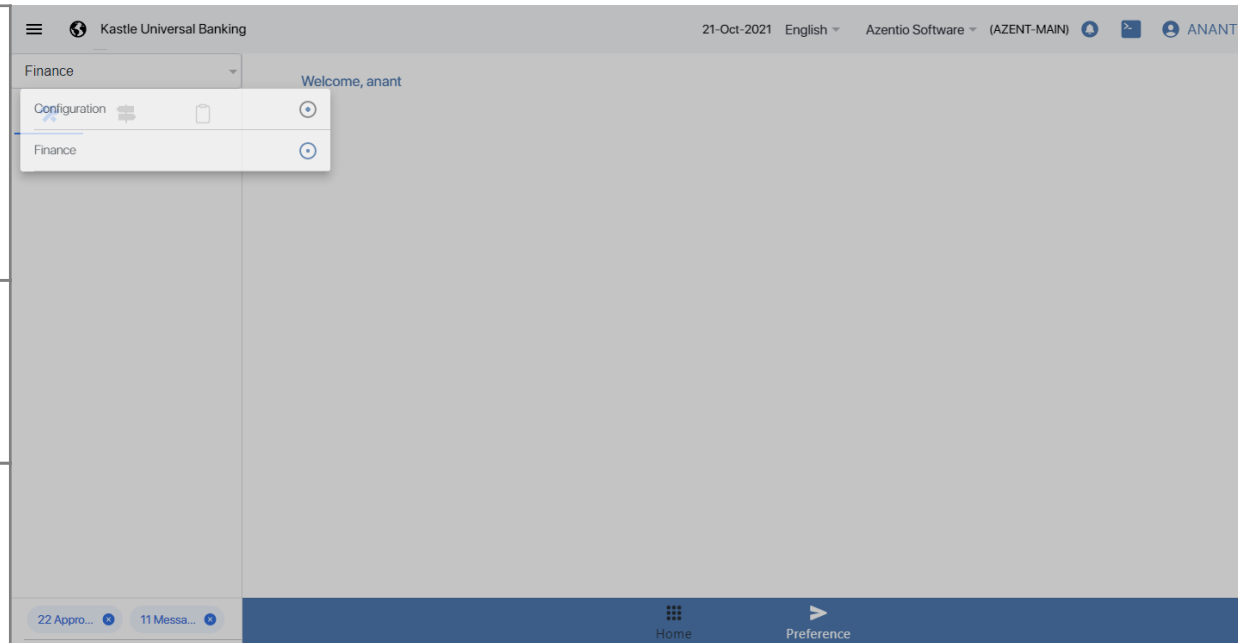 Kastle Universal Banking 21-Oct-2021 English Azentio Software (AZENT-MAIN) ANANT
Finance
Welcome, anant
Configuration
Finance
22 Appro... 11 Messa...
Home Preference